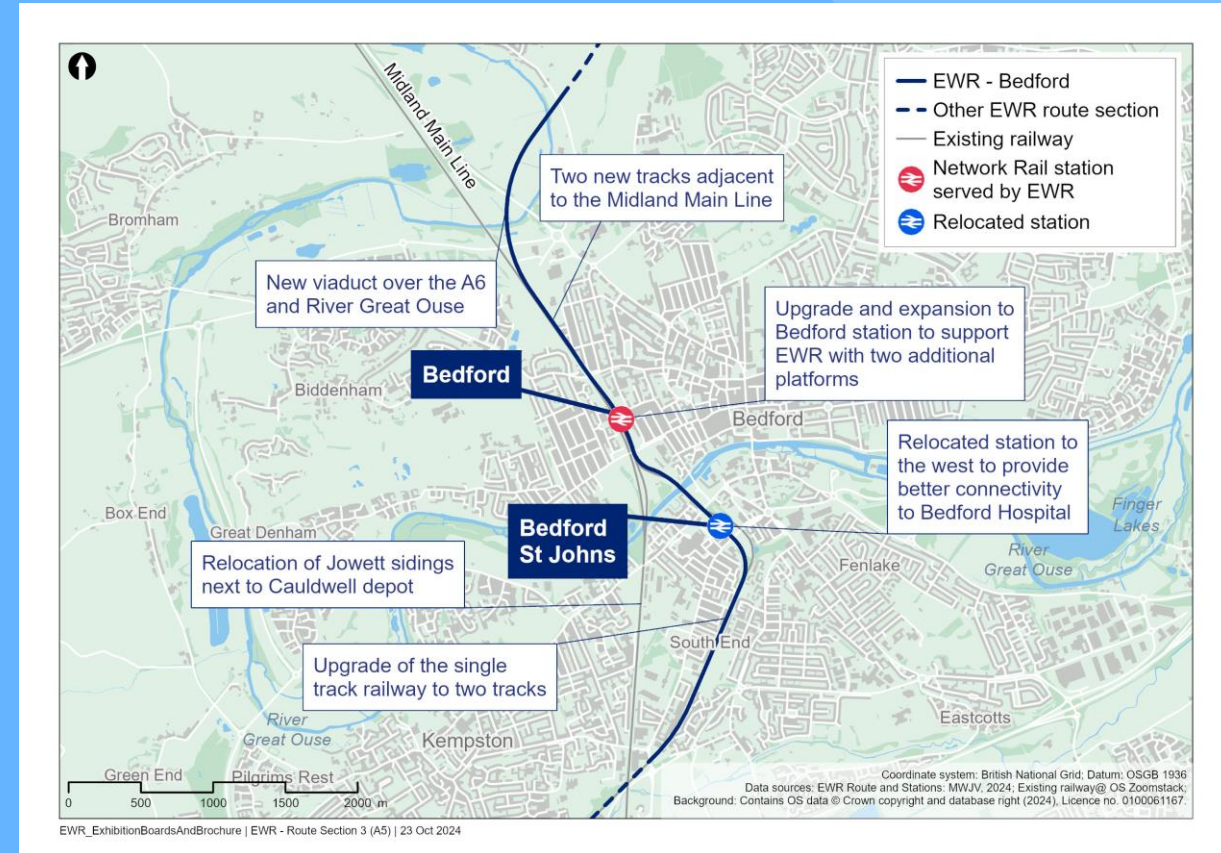 Midland Main Line
EWR - Bedford
Other EWR route section
Existing railway
Network Rail station
served by EWR
Relocated station
Two new tracks adjacent
to the Midland Main Line
Bromham
New viaduct over the A6
and River Great Ouse
Upgrade and expansion to
Bedford station to support
EWR with two additional
platforms
Bedford
Biddenham
Bedford
Relocated station to
the west to provide
better connectivity
to Bedford Hospital
Box End
Great Denham
Bedford
St Johns
Finger
Lakes
River
Great Ouse
Fenlake
Relocation of Jowett sidings
next to Cauldwell depot
South End
Upgrade of the single
track railway to two tracks
River
Great Ouse
Kempston
Eastcotts
Green End
Pilgrims Rest
0 500 1000 1500 2000 m
Coordinate system: British National Grid; Datum: OSGB 1936
Data sources: EWR Route and Stations: MWJV, 2024; Existing railway@ OS Zoomstack;
Background: Contains OS data © Crown copyright and database right (2024), Licence no. 0100061167.
EWR_ExhibitionBoardsAndBrochure | EWR - Route Section 3 (A5) | 23 Oct 2024